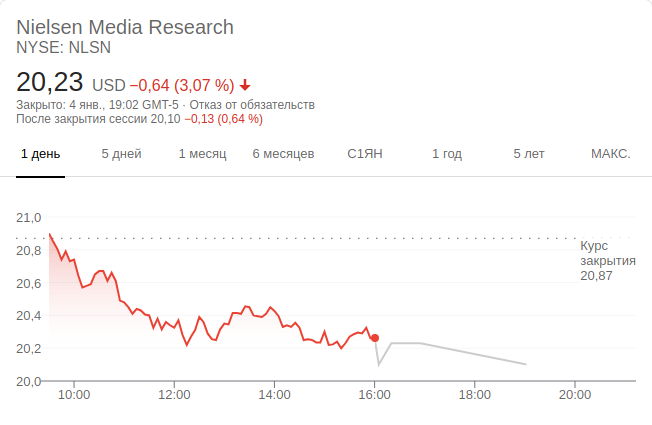 Nielsen Media Research
NYSE: NLSN
20,23 USD −0,64 (3,07 %)
Закрыто: 4 янв., 19:02 GMT-5 · Отказ от обязательств
После закрытия сессии 20,10 −0,13 (0,64 %)
1 день 5 дней 1 месяц 6 месяцев С1ЯН 1 год 5 лет МАКС.
21,0
20,8
20,6
20,4
20,2
20,0
Курс
закрытия
20,87
10:00 12:00 14:00 16:00 18:00 20:00